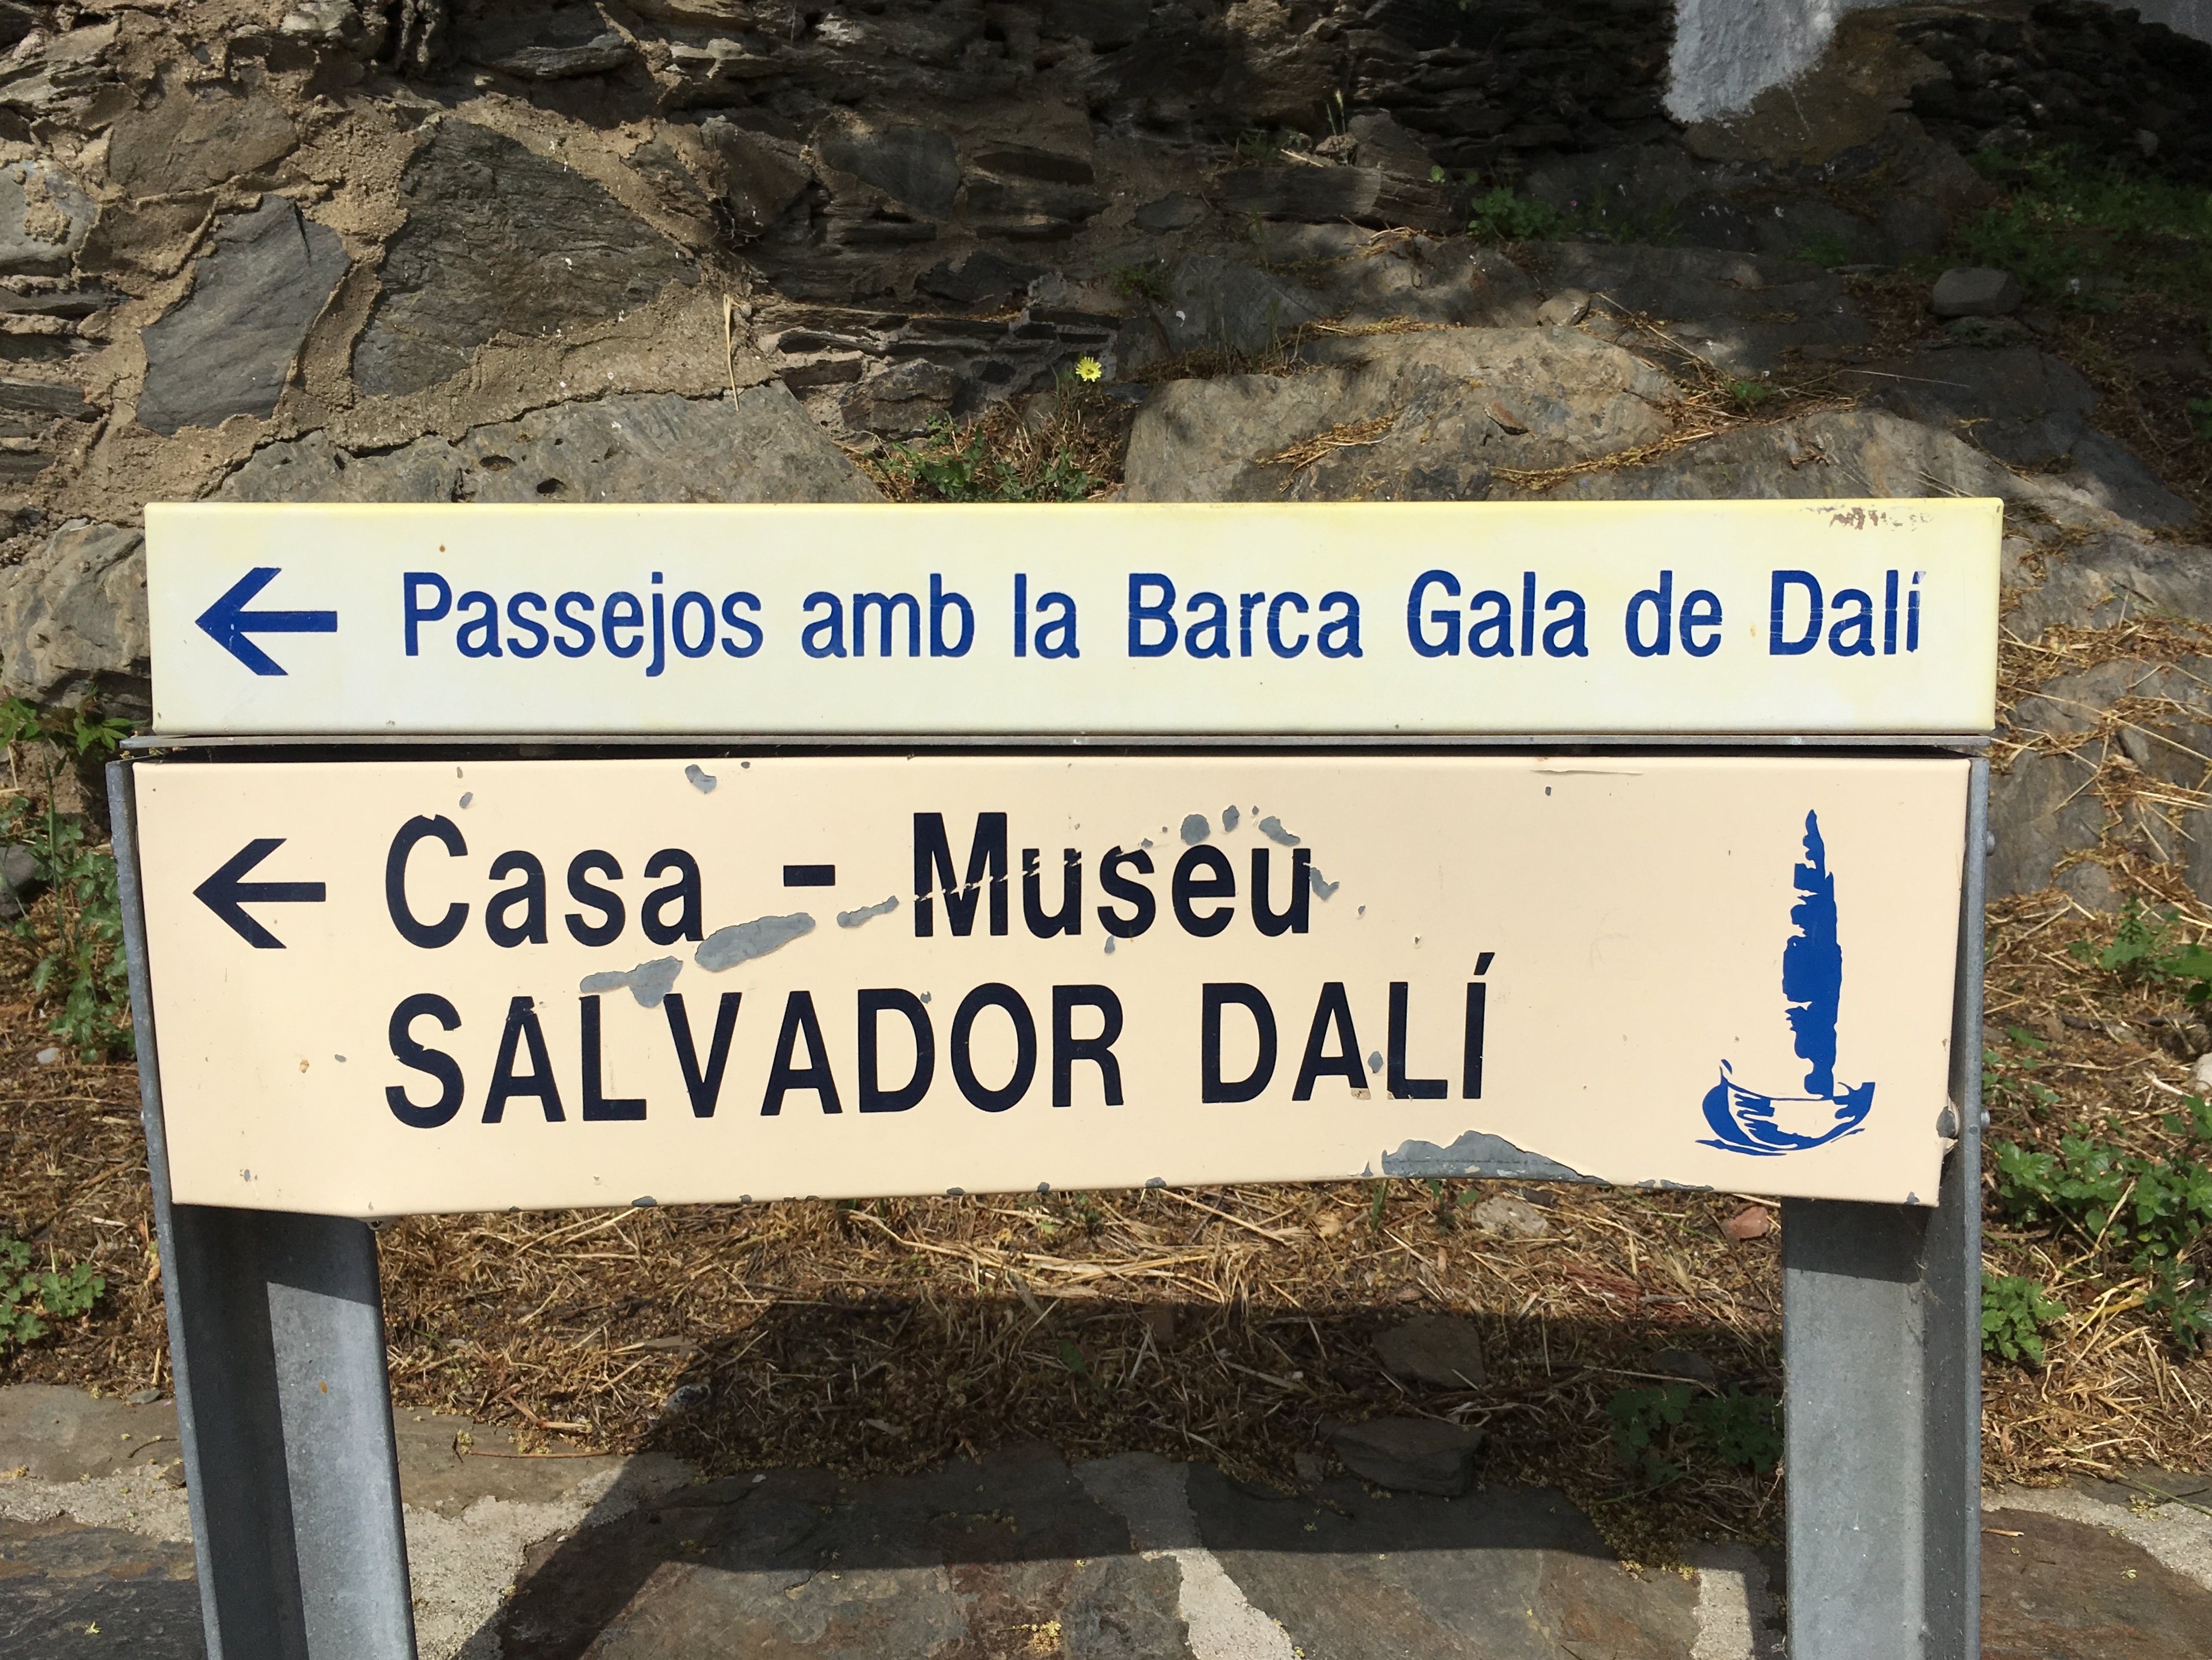 ← Passejos amb la Barca Gala de Dalí
← Casa - Museu
SALVADOR DALÍ